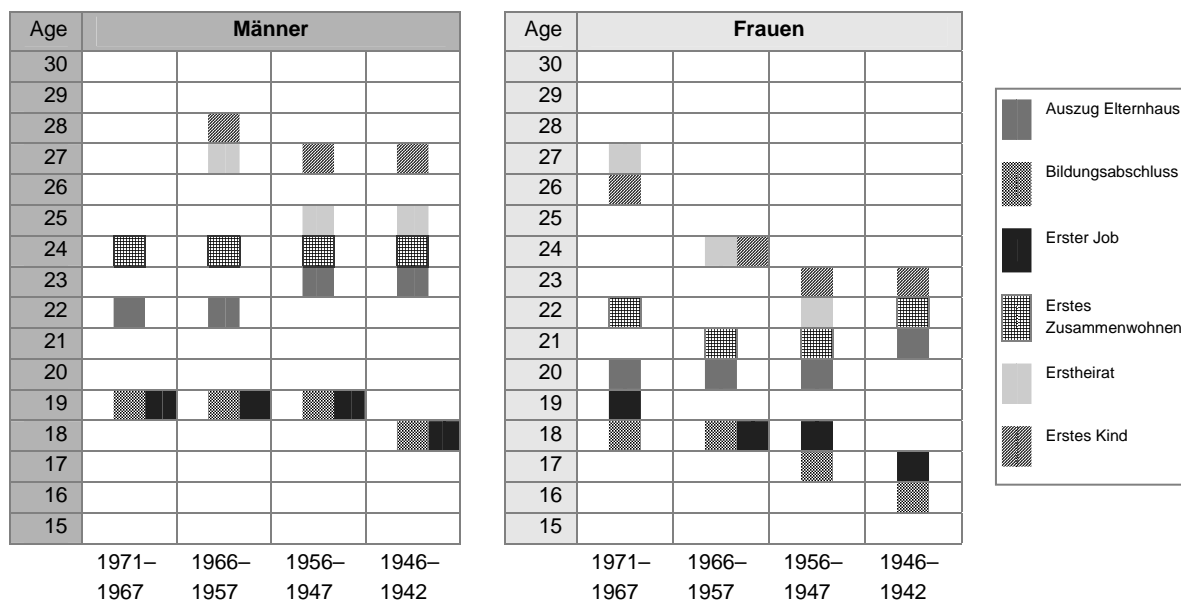 Age Männer
30
29
28
27
26
25
24
23
22
21
20
19
18
17
16
15
1971– 1966– 1956– 1946–
1967 1957 1947 1942
Age Frauen
30
29
28
27
26
25
24
23
22
21
20
19
18
17
16
15
1971– 1966– 1956– 1946–
1967 1957 1947 1942
Auszug Elternhaus
Bildungsabschluss
Erster Job
Erstes
Zusammenwohnen
Erstheirat
Erstes Kind